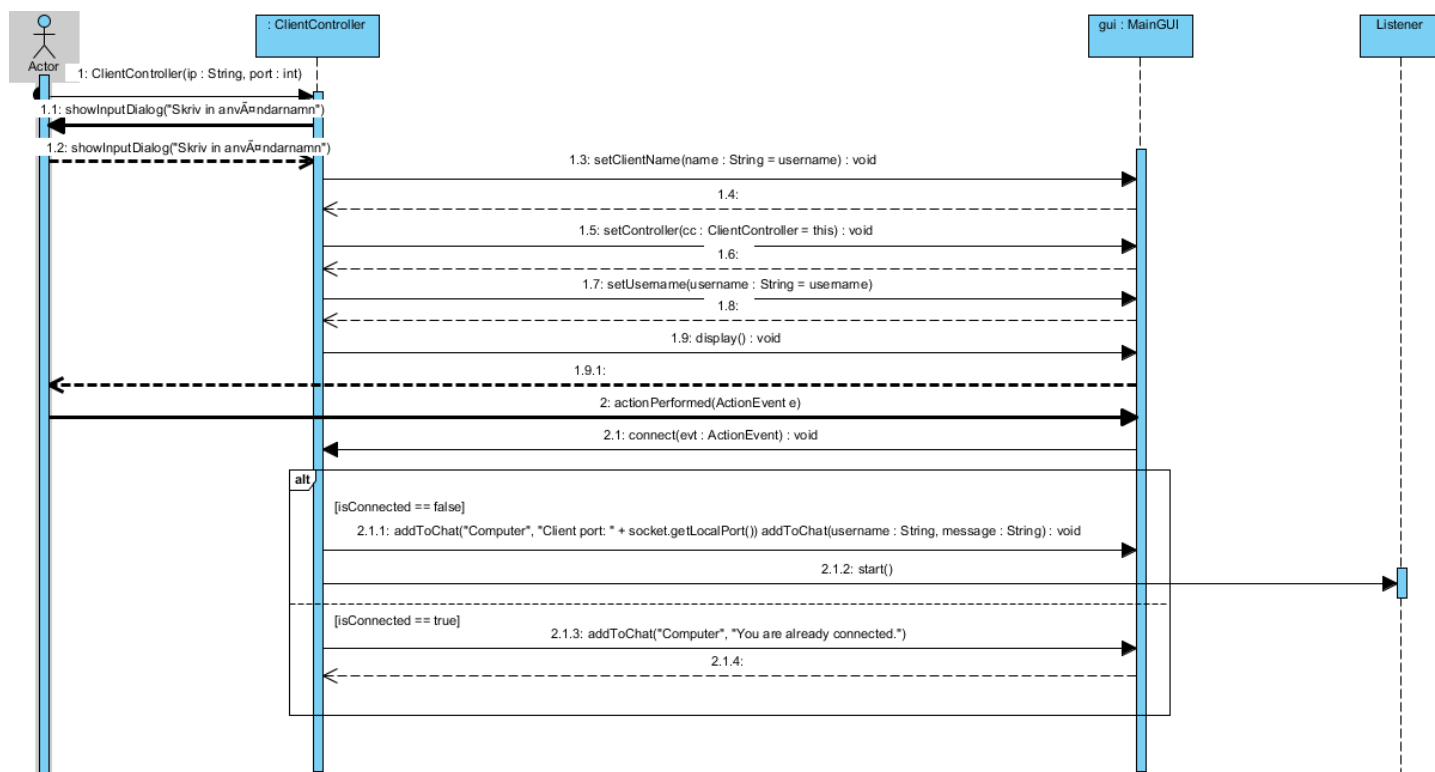 : ClientController
gui : MainGUI
Listener
Actor
1: ClientController(ip : String, port : int)
1.1: showInputDialog("Skriv in anvÃ¤ndarnamn")
1.2: showInputDialog("Skriv in anvÃ¤ndarnamn")
1.3: setClientName(name : String = username) : void
1.4:
1.5: setController(cc : ClientController = this) : void
1.6:
1.7: setUsername(username : String = username)
1.8:
1.9: display() : void
1.9.1:
2: actionPerformed(ActionEvent e)
2.1: connect(evt : ActionEvent) : void
alt
[isConnected == false]
2.1.1: addToChat("Computer", "Client port: " + socket.getLocalPort()) addToChat(username : String, message : String) : void
2.1.2: start()
[isConnected == true]
2.1.3: addToChat("Computer", "You are already connected.")
2.1.4: